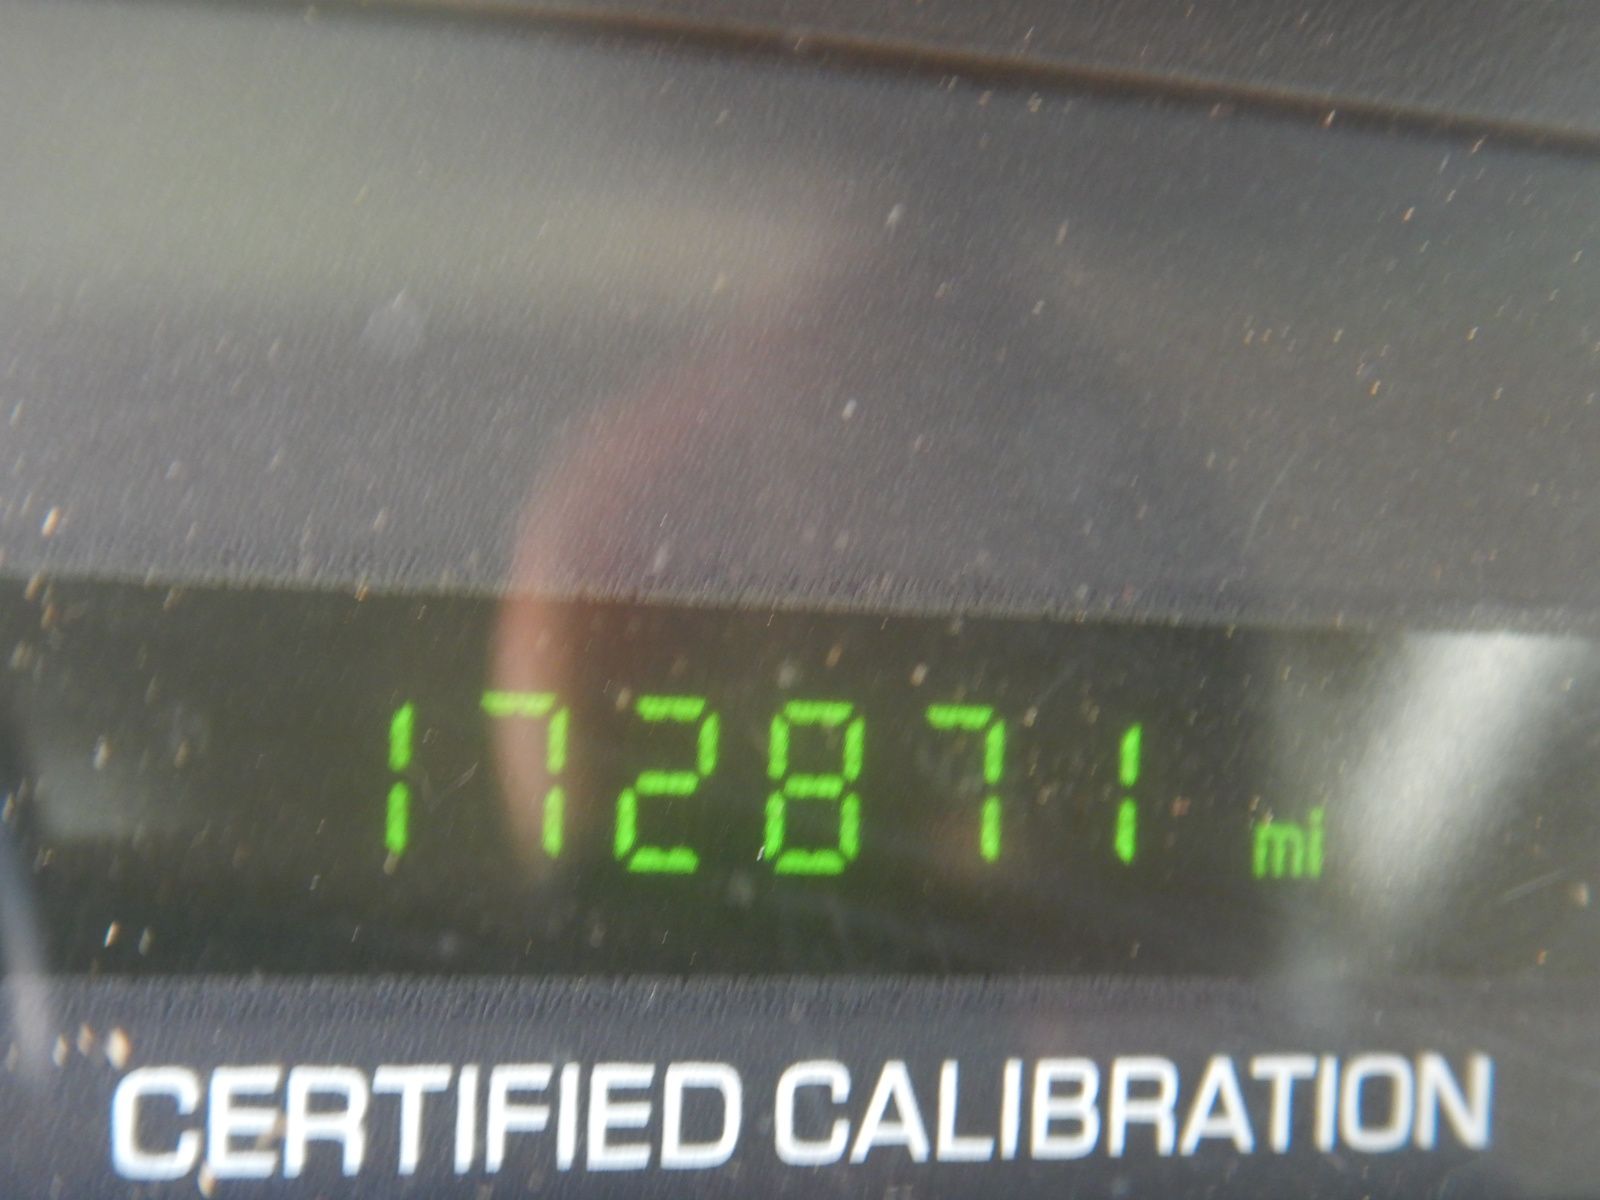 172871 mi
CERTIFIED CALIBRATION